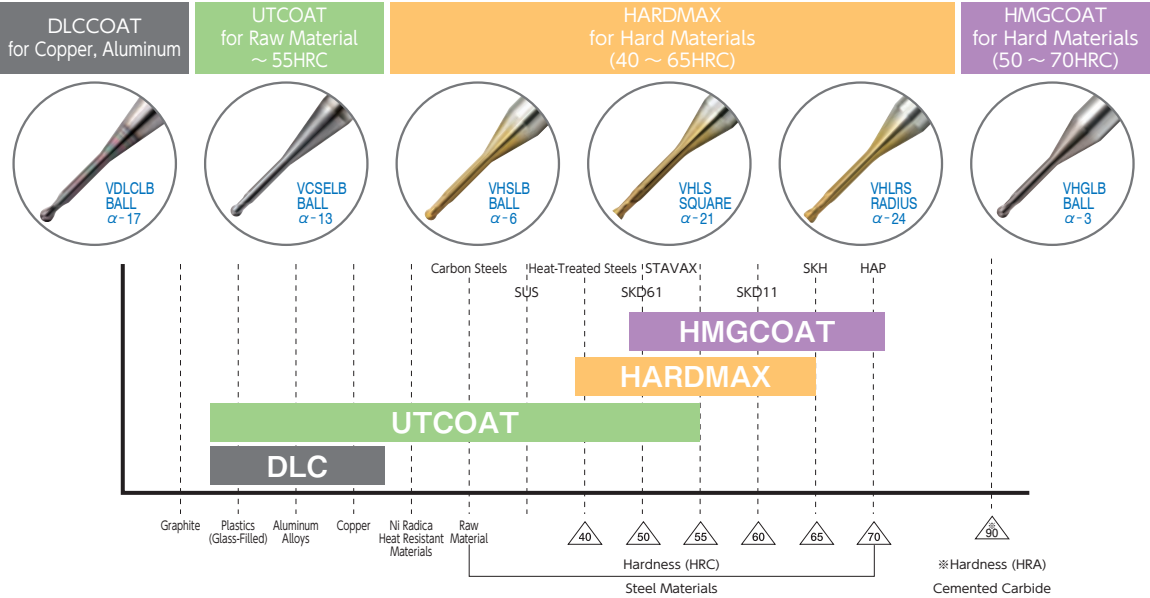 DLCCOAT
for Copper, Aluminum
UTCOAT
for Raw Material
~ 55HRC
HARDMAX
for Hard Materials
(40 ~ 65HRC)
HMGCOAT
for Hard Materials
(50 ~ 70HRC)
VDLCLB
BALL
α-17
VCSELB
BALL
α-13
VHSLB
BALL
α-6
VHLS
SQUARE
α-21
VHLRS
RADIUS
α-24
VHGLB
BALL
α-3
Carbon Steels
Heat-Treated Steels
STAVAX
SKH
HAP
SUS
SKD61
SKD11
HMGCOAT
HARDMAX
UTCOAT
DLC
Graphite
Plastics
(Glass-Filled)
Aluminum
Alloys
Copper
Ni Radica
Heat Resistant
Materials
Raw
Material
40
50
55
60
65
70
※
90
Hardness (HRC)
※Hardness (HRA)
Steel Materials
Cemented Carbide